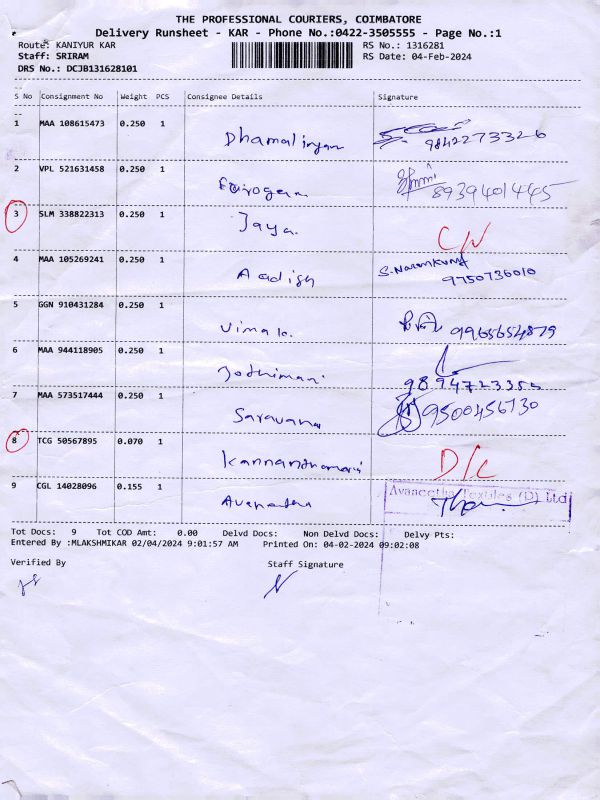 THE PROFESSIONAL COURIERS, COIMBATORE
Delivery Runsheet - KAR - Phone No.:0422-3505555 - Page No.:1
Route: KANIYUR KAR RS No.: 1316281
Staff: SRIRAM RS Date: 04-Feb-2024
DRS No.: DCJB131628101
S No Consignment No Weight PCS Consignee Details Signature
1 MAA 108615473 0.250 1
Dhamalingam 9842273326
2 VPL 521631458 0.250 1
8939401445
3 SLM 338822313 0.250 1
Jaya. C/N
4 MAA 105269241 0.250 1
Aadish 9750736010
5 GGN 910431284 0.250 1
Vimala. 9965654879
6 MAA 944118905 0.250 1
Jothimani 9894723355
7 MAA 573517444 0.250 1
Saravana 9500456730
8 TCG 50567895 0.070 1
D/C
9 CGL 14028096 0.155 1
Avaneetha Textiles (P) Ltd
Tot Docs: 9 Tot COD Amt: 0.00 Delvd Docs: Non Delvd Docs: Delvy Pts:
Entered By :MLAKSHMIKAR 02/04/2024 9:01:57 AM Printed On: 04-02-2024 09:02:08
Verified By Staff Signature